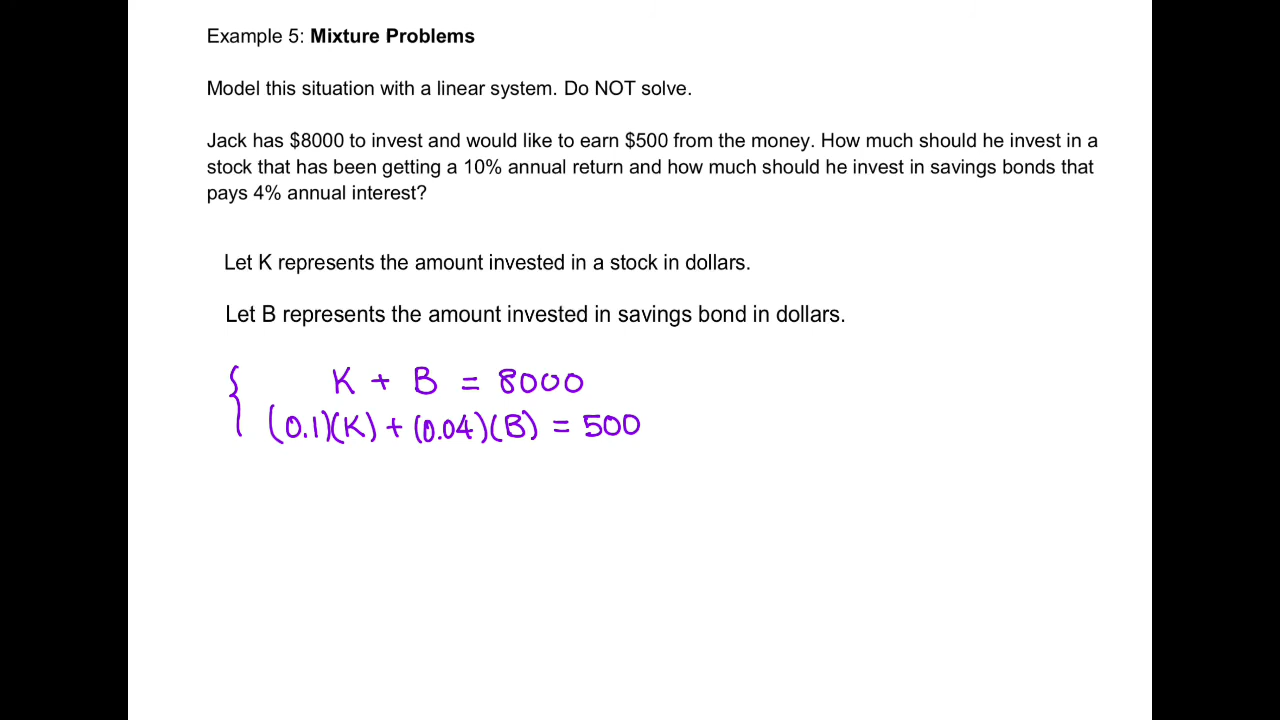 Example 5: Mixture Problems
Model this situation with a linear system. Do NOT solve.
Jack has $8000 to invest and would like to earn $500 from the money. How much should he invest in a
stock that has been getting a 10% annual return and how much should he invest in savings bonds that
pays 4% annual interest?
Let K represents the amount invested in a stock in dollars.
Let B represents the amount invested in savings bond in dollars.
K + B = 8000
(0.1)(K) + (0.04)(B) = 500